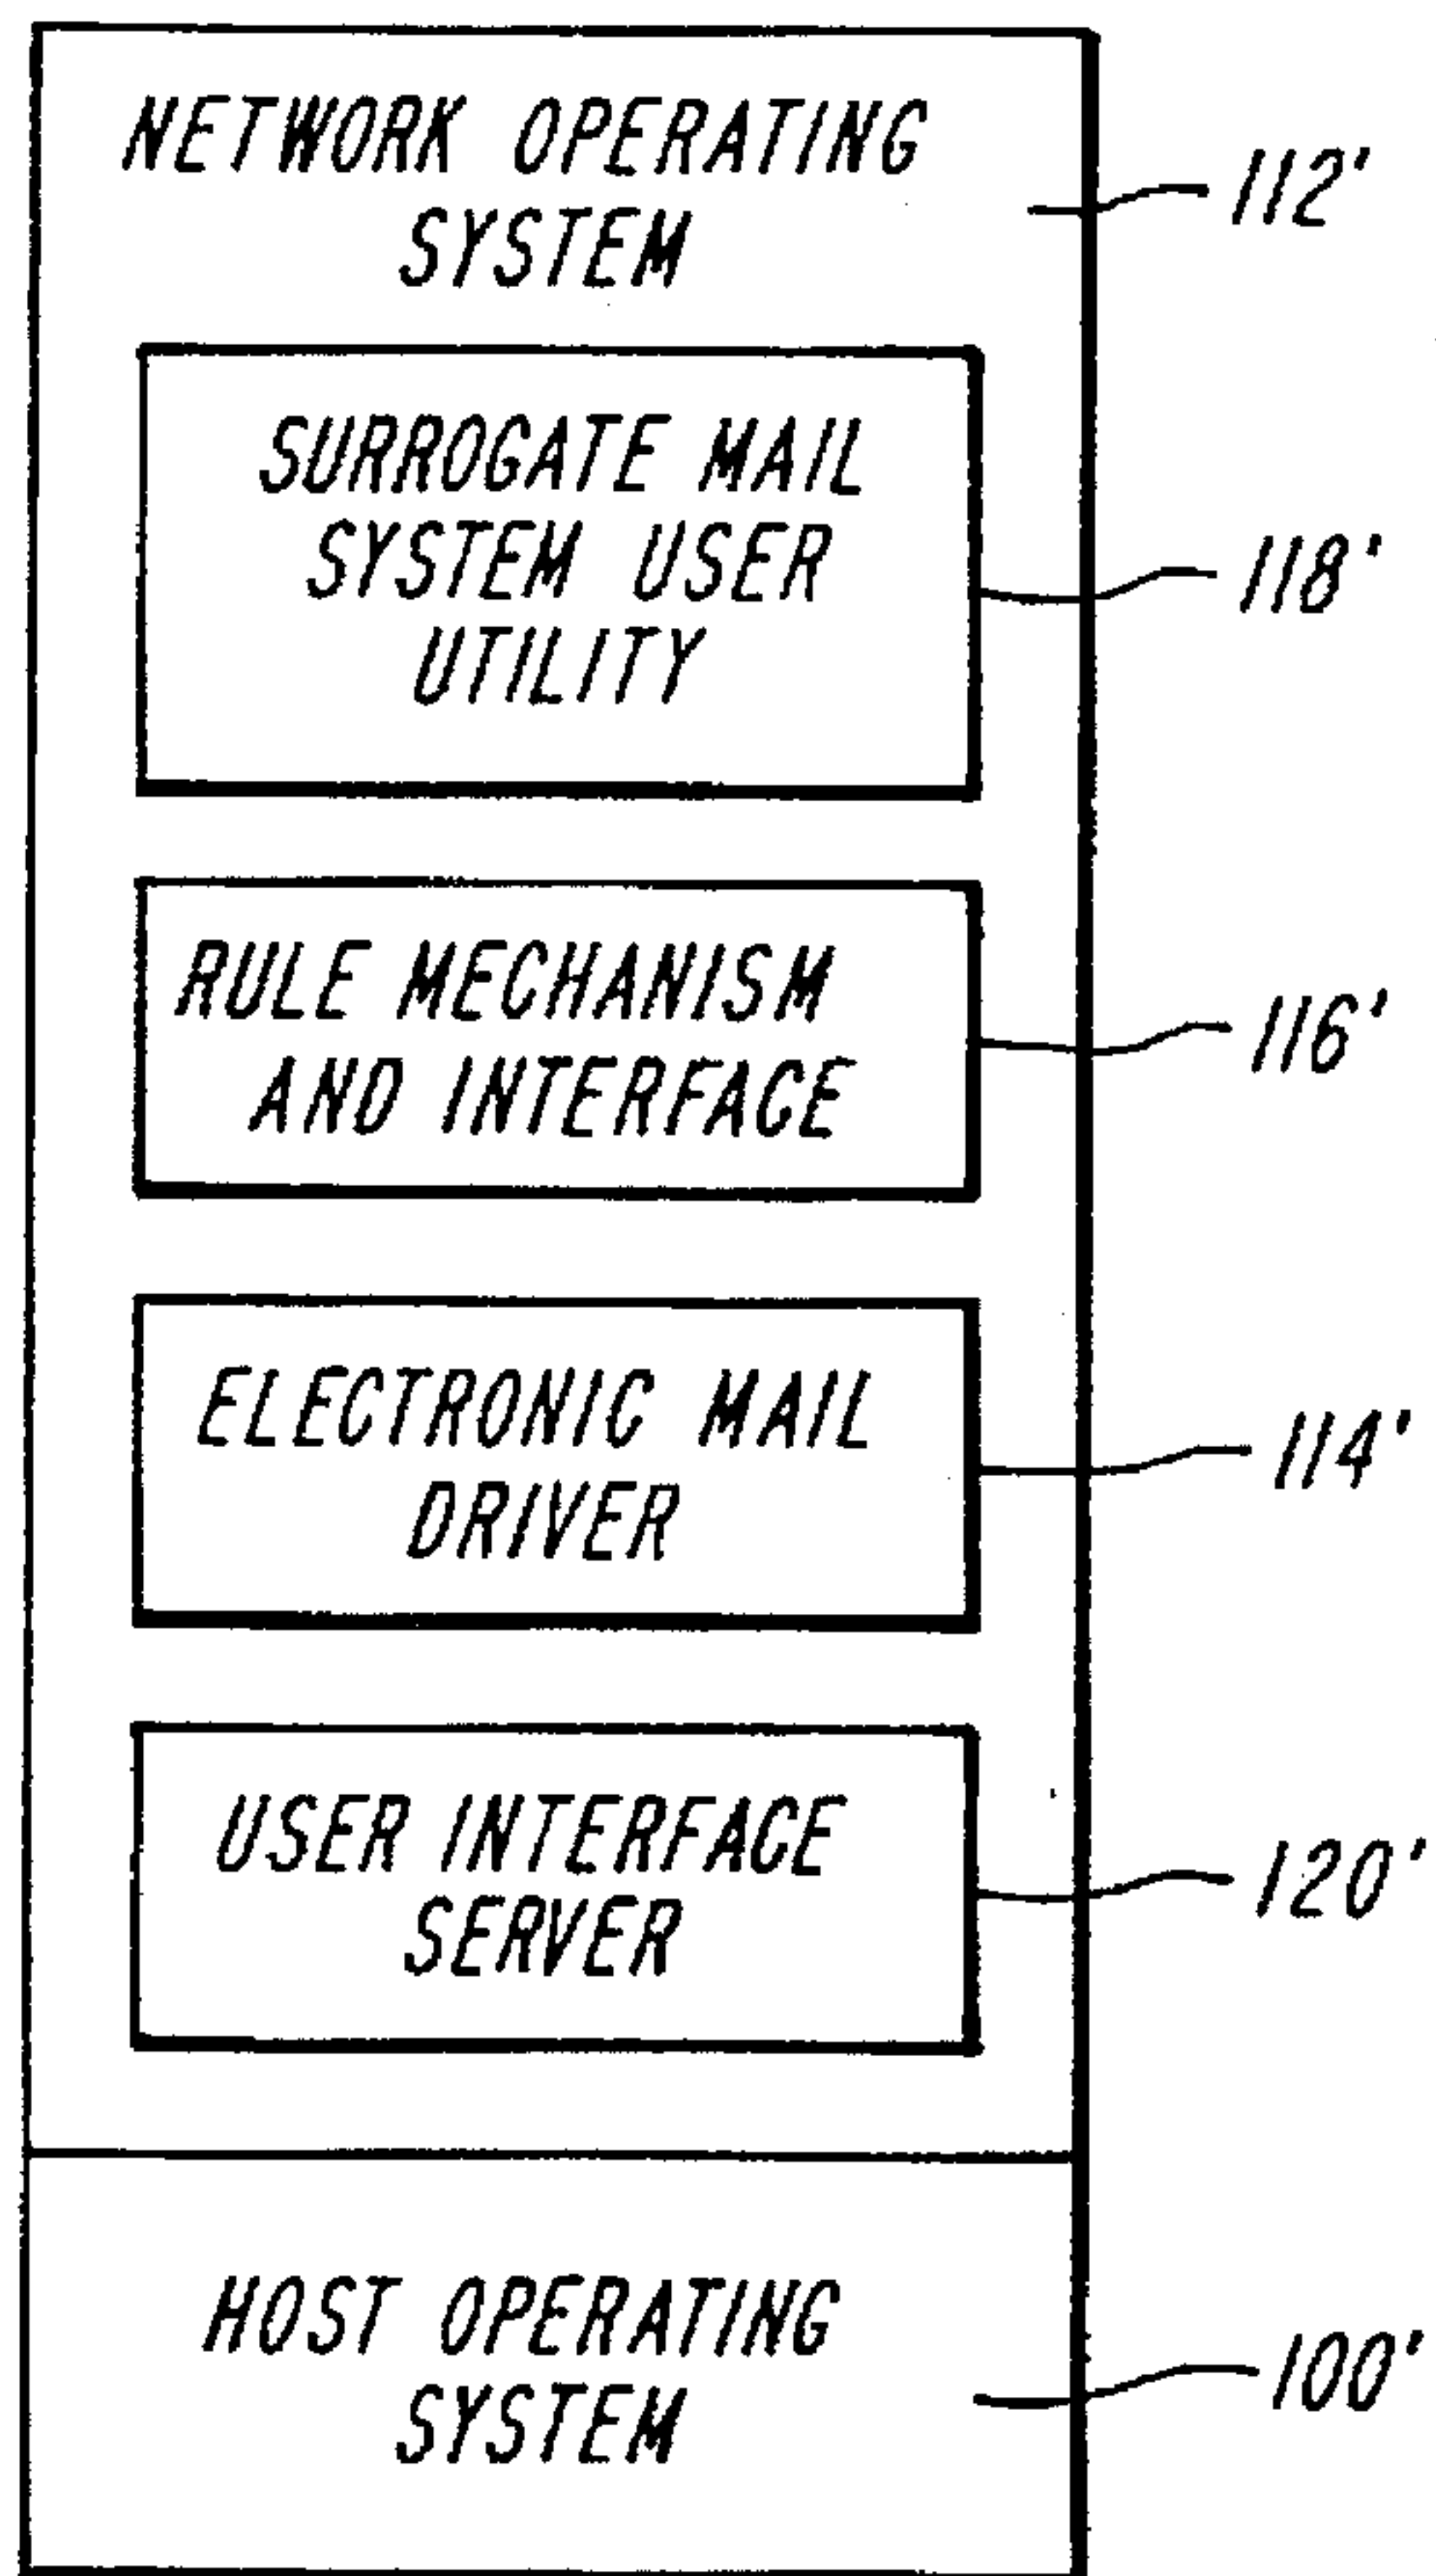 NETWORK OPERATING
SYSTEM
112'
SURROGATE MAIL
SYSTEM USER
UTILITY
118'
RULE MECHANISM
AND INTERFACE
116'
ELECTRONIC MAIL
DRIVER
114'
USER INTERFACE
SERVER
120'
HOST OPERATING
SYSTEM
100'